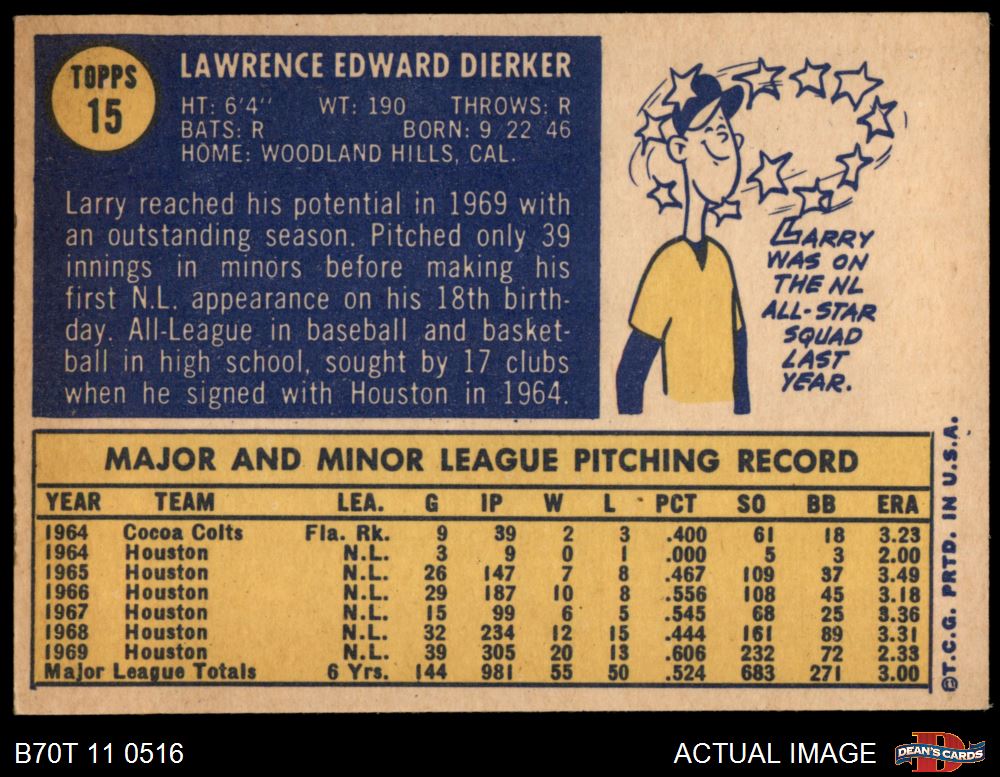 TOPPS
15
LAWRENCE EDWARD DIERKER
HT: 6'4'' WT: 190 THROWS: R
BATS: R BORN: 9 22 46
HOME: WOODLAND HILLS, CAL.
Larry reached his potential in 1969 with
an outstanding season. Pitched only 39
innings in minors before making his
first N.L. appearance on his 18th birth-
day. All-League in baseball and basket-
ball in high school, sought by 17 clubs
when he signed with Houston in 1964.
LARRY
WAS ON
THE NL
ALL-STAR
SQUAD
LAST
YEAR.
MAJOR AND MINOR LEAGUE PITCHING RECORD
YEAR TEAM LEA. G IP W L PCT SO BB ERA
1964 Cocoa Colts Fla. Rk. 9 39 2 3 .400 61 18 3.23
1964 Houston N.L. 3 9 0 1 .000 5 3 2.00
1965 Houston N.L. 26 147 7 8 .467 109 37 3.49
1966 Houston N.L. 29 187 10 8 .556 108 45 3.18
1967 Houston N.L. 15 99 6 5 .545 68 25 3.36
1968 Houston N.L. 32 234 12 15 .444 161 89 3.31
1969 Houston N.L. 39 305 20 13 .606 232 72 2.33
Major League Totals 6 Yrs. 144 981 55 50 .524 683 271 3.00
©T.C.G. PRTD. IN U.S.A.
B70T 11 0516
ACTUAL IMAGE
DEAN'S CARDS